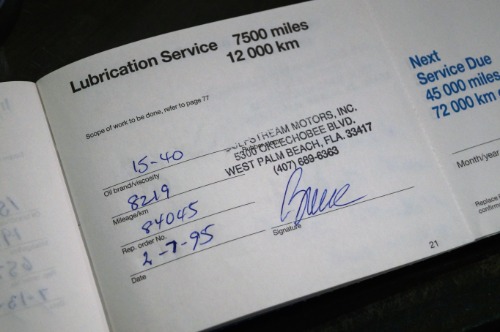 Lubrication Service 7500 miles
12 000 km
Scope of work to be done, refer to page 77
GULFSTREAM MOTORS, INC.
5309 OKEECHOBEE BLVD.
WEST PALM BEACH, FLA. 33417
(407) 689-6363
15-40
Oil brand/viscosity
8219
Mileage/km
84045
Rep. order No.
2-7-95
Date
Signature
21
Next
Service Due
45 000 miles
72 000 km
Month/year
Replace